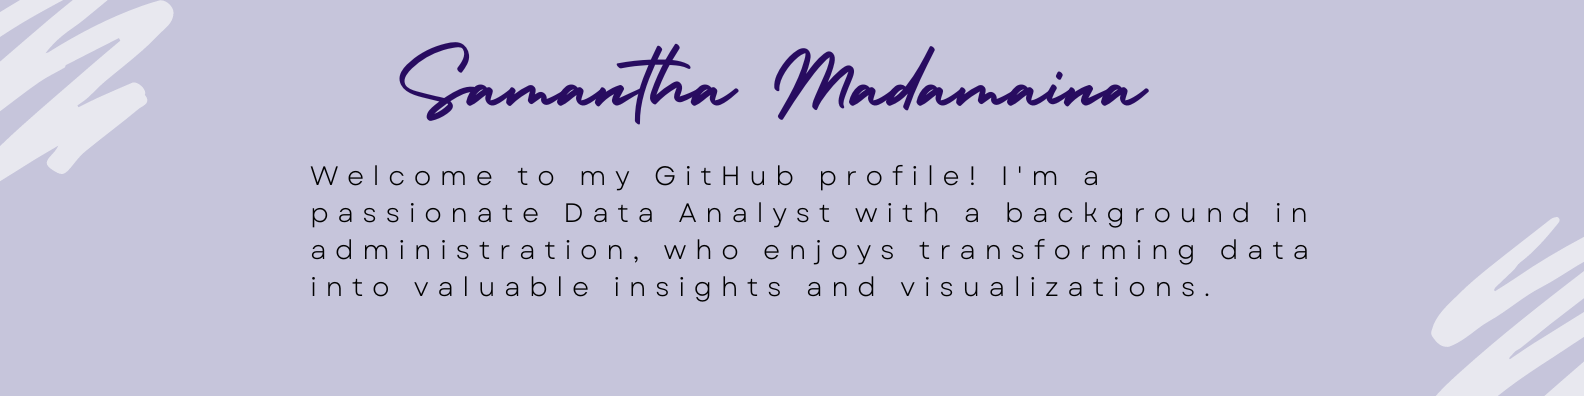 Samantha Madamaina
Welcome to my GitHub profile! I'm a
passionate Data Analyst with a background in
administration, who enjoys transforming data
into valuable insights and visualizations.